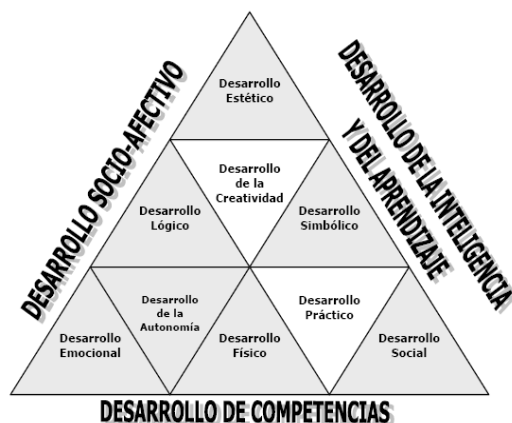 DESARROLLO SOCIO-AFECTIVO
DESARROLLO DE LA INTELIGENCIA
Y DEL APRENDIZAJE
Desarrollo
Estético
Desarrollo
de la
Creatividad
Desarrollo
Lógico
Desarrollo
Simbólico
Desarrollo
Emocional
Desarrollo
de la
Autonomía
Desarrollo
Físico
Desarrollo
Práctico
Desarrollo
Social
DESARROLLO DE COMPETENCIAS